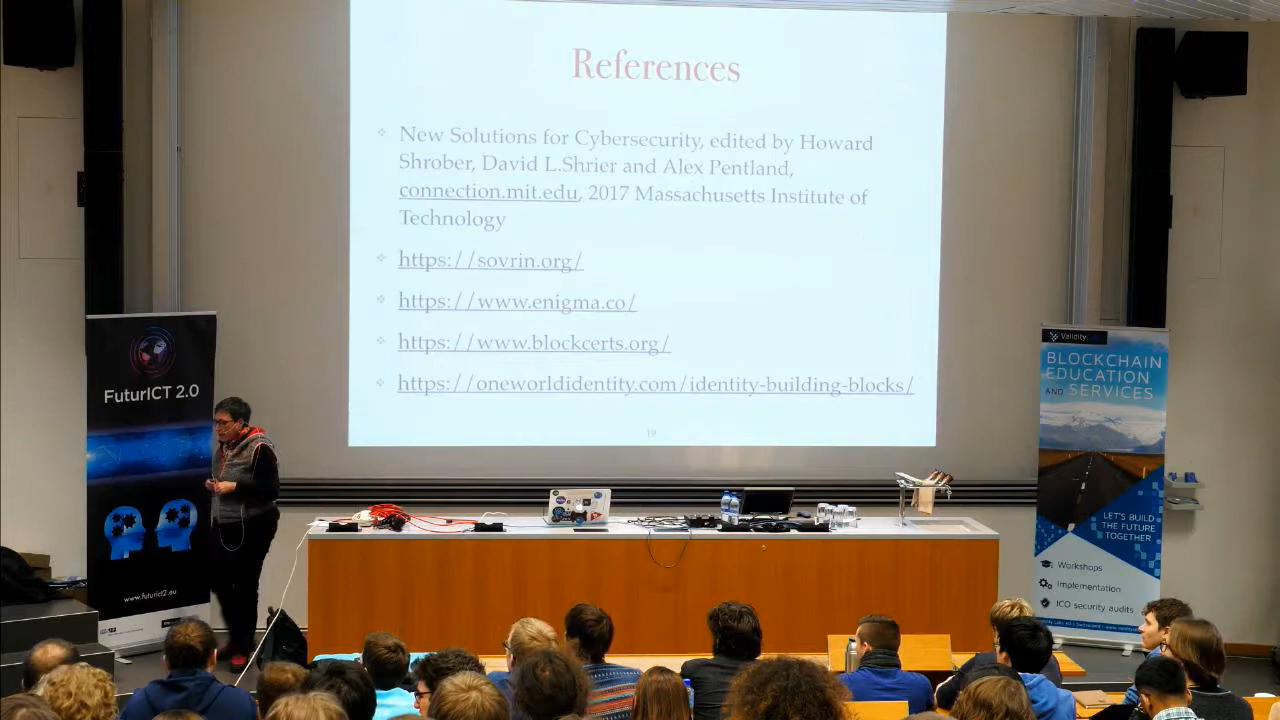 References
New Solutions for Cybersecurity, edited by Howard
Shrober, David L.Shrier and Alex Pentland,
connection.mit.edu, 2017 Massachusetts Institute of
Technology
https://sovrin.org/
https://www.enigma.co/
https://www.blockcerts.org/
https://oneworldidentity.com/identity-building-blocks/
19
FuturICT 2.0
www.futurict2.eu
Validity
BLOCKCHAIN
EDUCATION
AND SERVICES
LET'S BUILD
THE FUTURE
TOGETHER
Workshops
Implementation
ICO security audits